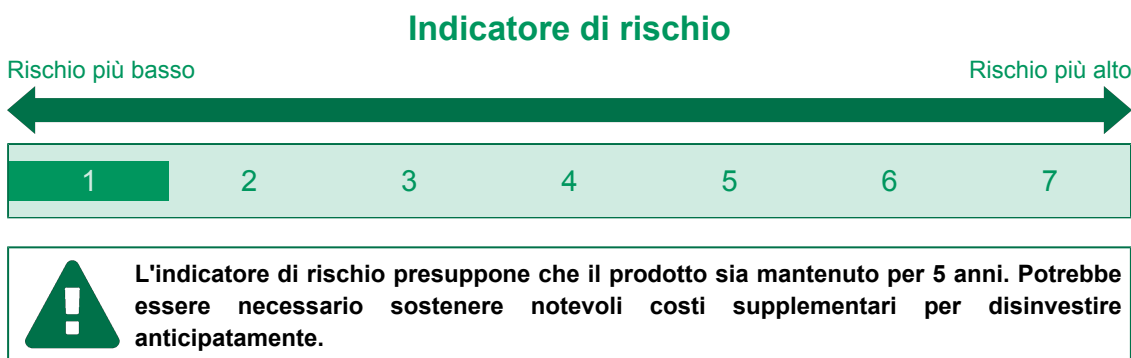 Indicatore di rischio
Rischio più basso
Rischio più alto
1 2 3 4 5 6 7
L'indicatore di rischio presuppone che il prodotto sia mantenuto per 5 anni. Potrebbe
essere necessario sostenere notevoli costi supplementari per disinvestire
anticipatamente.